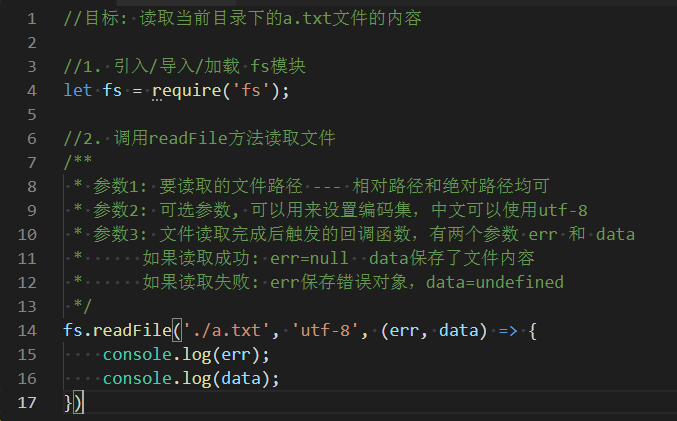 1 //目标: 读取当前目录下的a.txt文件的内容
2
3 //1. 引入/导入/加载 fs模块
4 let fs = require('fs');
5
6 //2. 调用readFile方法读取文件
7 /**
8  * 参数1: 要读取的文件路径 --- 相对路径和绝对路径均可
9  * 参数2: 可选参数, 可以用来设置编码集，中文可以使用utf-8
10  * 参数3: 文件读取完成后触发的回调函数，有两个参数 err 和 data
11  *      如果读取成功: err=null  data保存了文件内容
12  *      如果读取失败: err保存错误对象，data=undefined
13  */
14 fs.readFile('./a.txt', 'utf-8', (err, data) => {
15     console.log(err);
16     console.log(data);
17 })